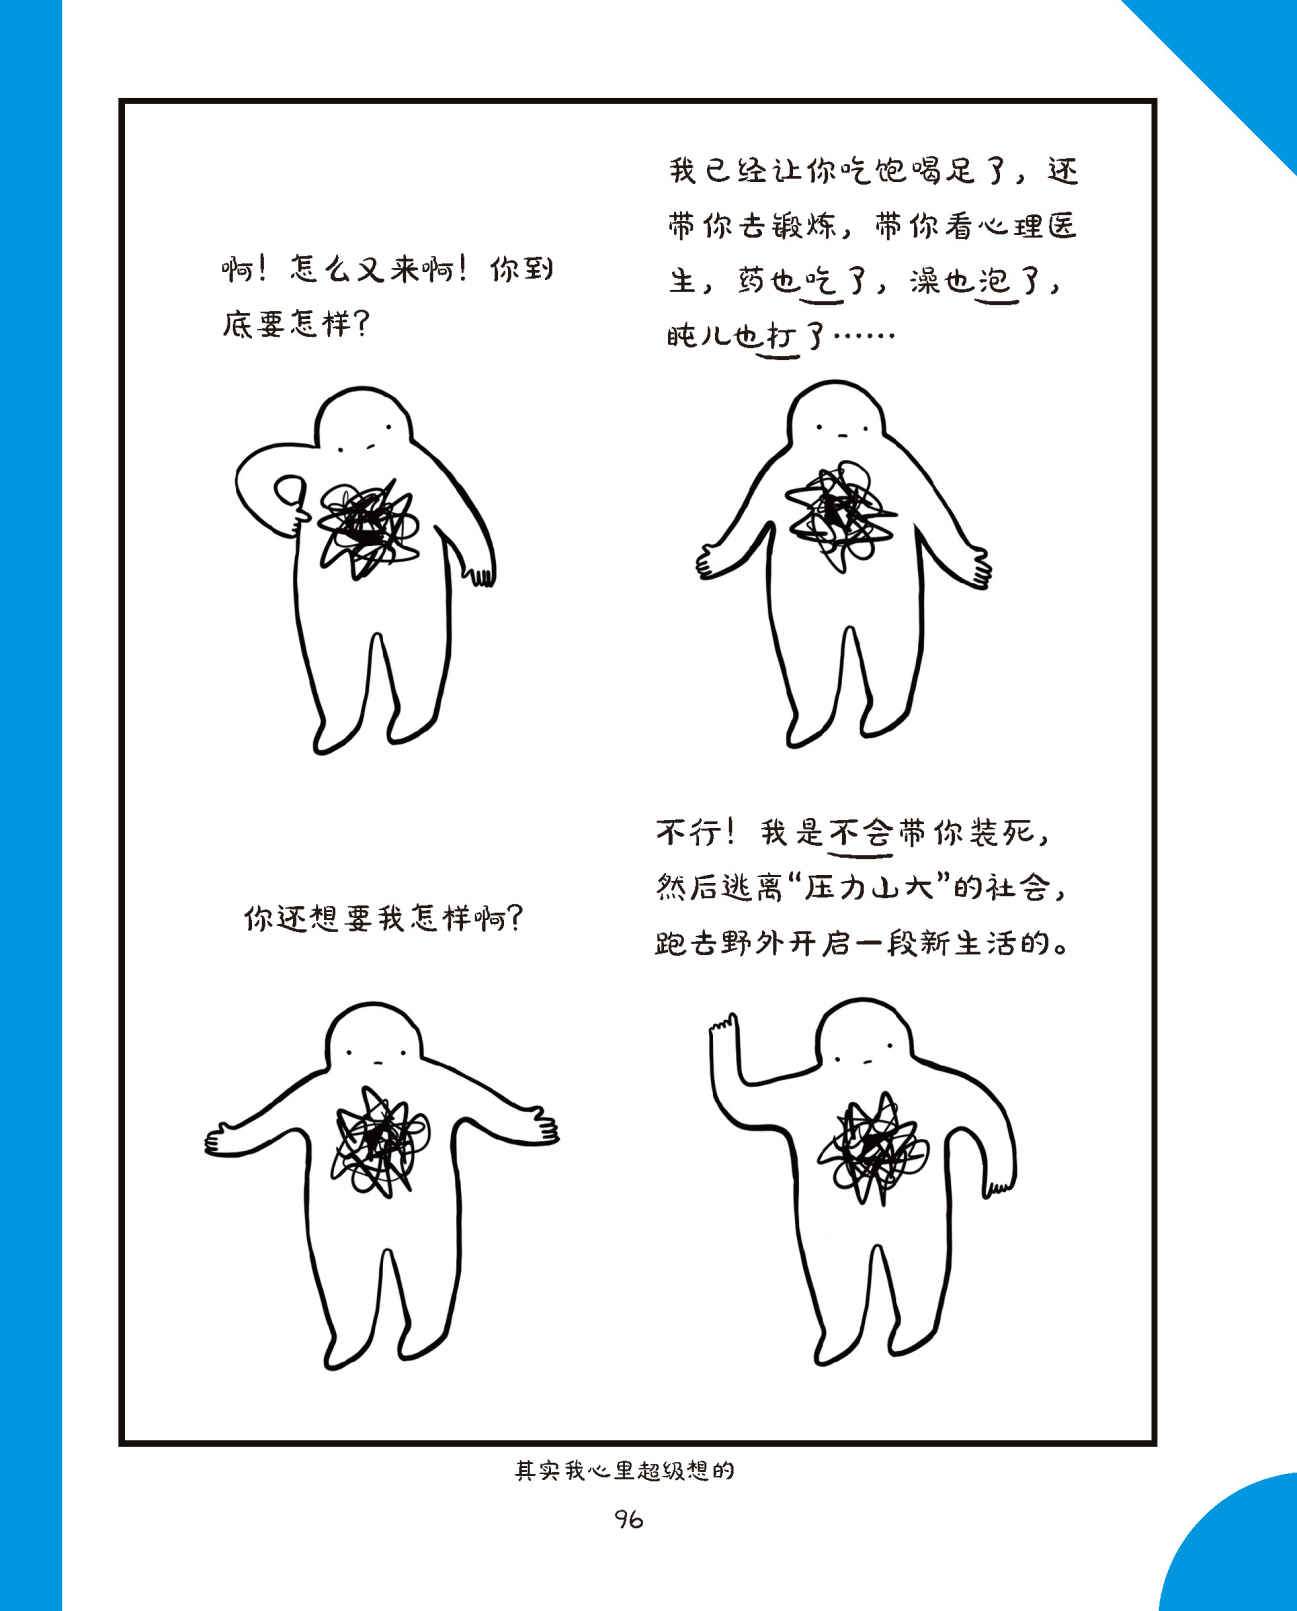 啊！怎么又来啊！你到
底要怎样？
我已经让你吃饱喝足了，还
带你去锻炼，带你看心理医
生，药也吃了，澡也泡了，
盹儿也打了……
你还想要我怎样啊？
不行！我是不会带你装死，
然后逃离“压力山大”的社会，
跑去野外开启一段新生活的。
其实我心里超级想的
96